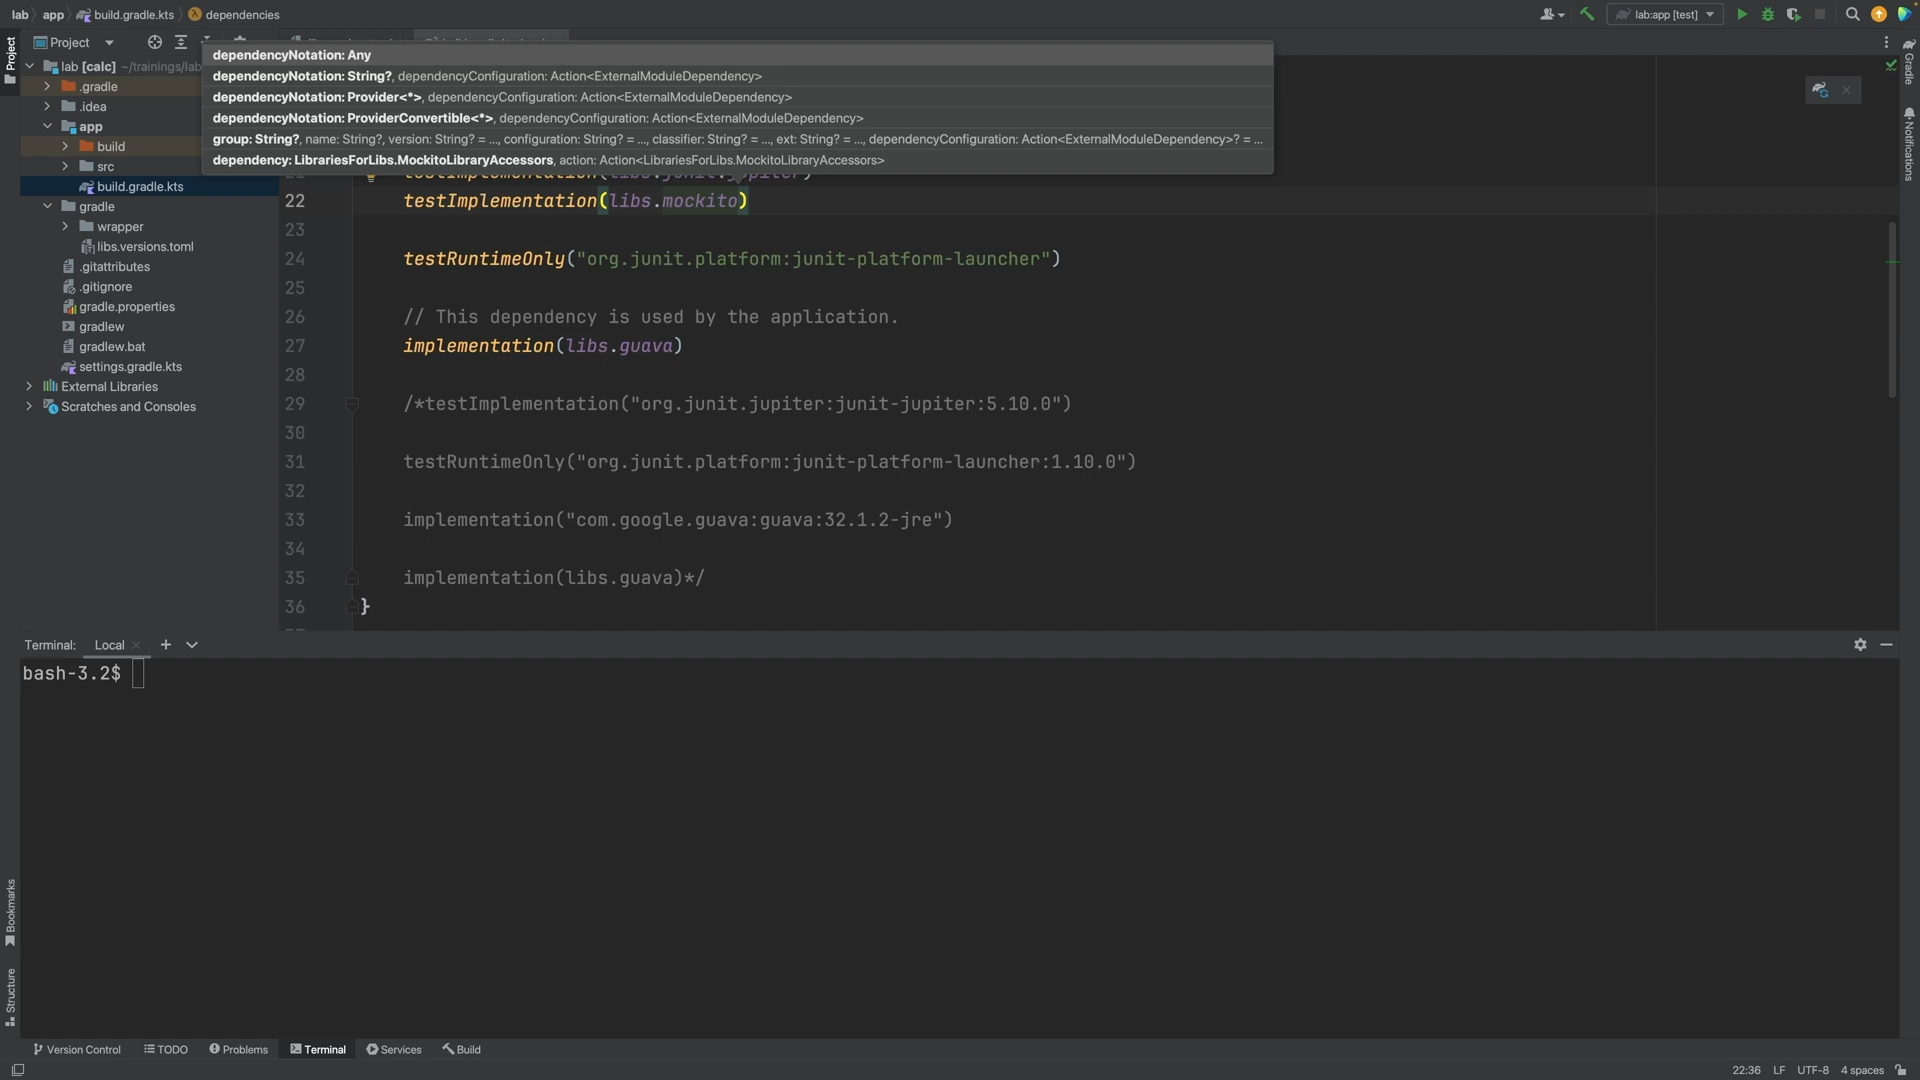 lab app build.gradle.kts dependencies
lab:app [test]
Project
Project
dependencyNotation: Any
dependencyNotation: String?, dependencyConfiguration: Action<ExternalModuleDependency>
dependencyNotation: Provider<*>, dependencyConfiguration: Action<ExternalModuleDependency>
dependencyNotation: ProviderConvertible<*>, dependencyConfiguration: Action<ExternalModuleDependency>
group: String?, name: String?, version: String? = ..., configuration: String? = ..., classifier: String? = ..., ext: String? = ..., dependencyConfiguration: Action<ExternalModuleDependency>? = ...
dependency: LibrariesForLibs.MockitoLibraryAccessors, action: Action<LibrariesForLibs.MockitoLibraryAccessors>
lab [calc] ~/trainings/lab
.gradle
.idea
app
build
src
build.gradle.kts
gradle
wrapper
libs.versions.toml
.gitattributes
.gitignore
gradle.properties
gradlew
gradlew.bat
settings.gradle.kts
External Libraries
Scratches and Consoles
22 testImplementation(libs.mockito)
23
24 testRuntimeOnly("org.junit.platform:junit-platform-launcher")
25
26 // This dependency is used by the application.
27 implementation(libs.guava)
28
29 /*testImplementation("org.junit.jupiter:junit-jupiter:5.10.0")
30
31 testRuntimeOnly("org.junit.platform:junit-platform-launcher:1.10.0")
32
33 implementation("com.google.guava:guava:32.1.2-jre")
34
35 implementation(libs.guava)*/
36 }
Gradle
Notifications
Terminal: Local
bash-3.2$
Bookmarks
Structure
Version Control TODO Problems Terminal Services Build
22:36 LF UTF-8 4 spaces